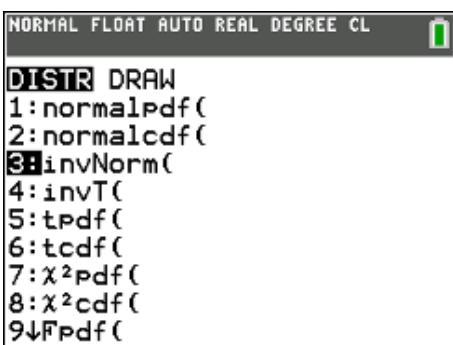 NORMAL FLOAT AUTO REAL DEGREE CL
DISTR DRAW
1:normalpdf(
2:normalcdf(
3:invNorm(
4:invT(
5:tpdf(
6:tcdf(
7:χ²pdf(
8:χ²cdf(
9↓Fpdf(